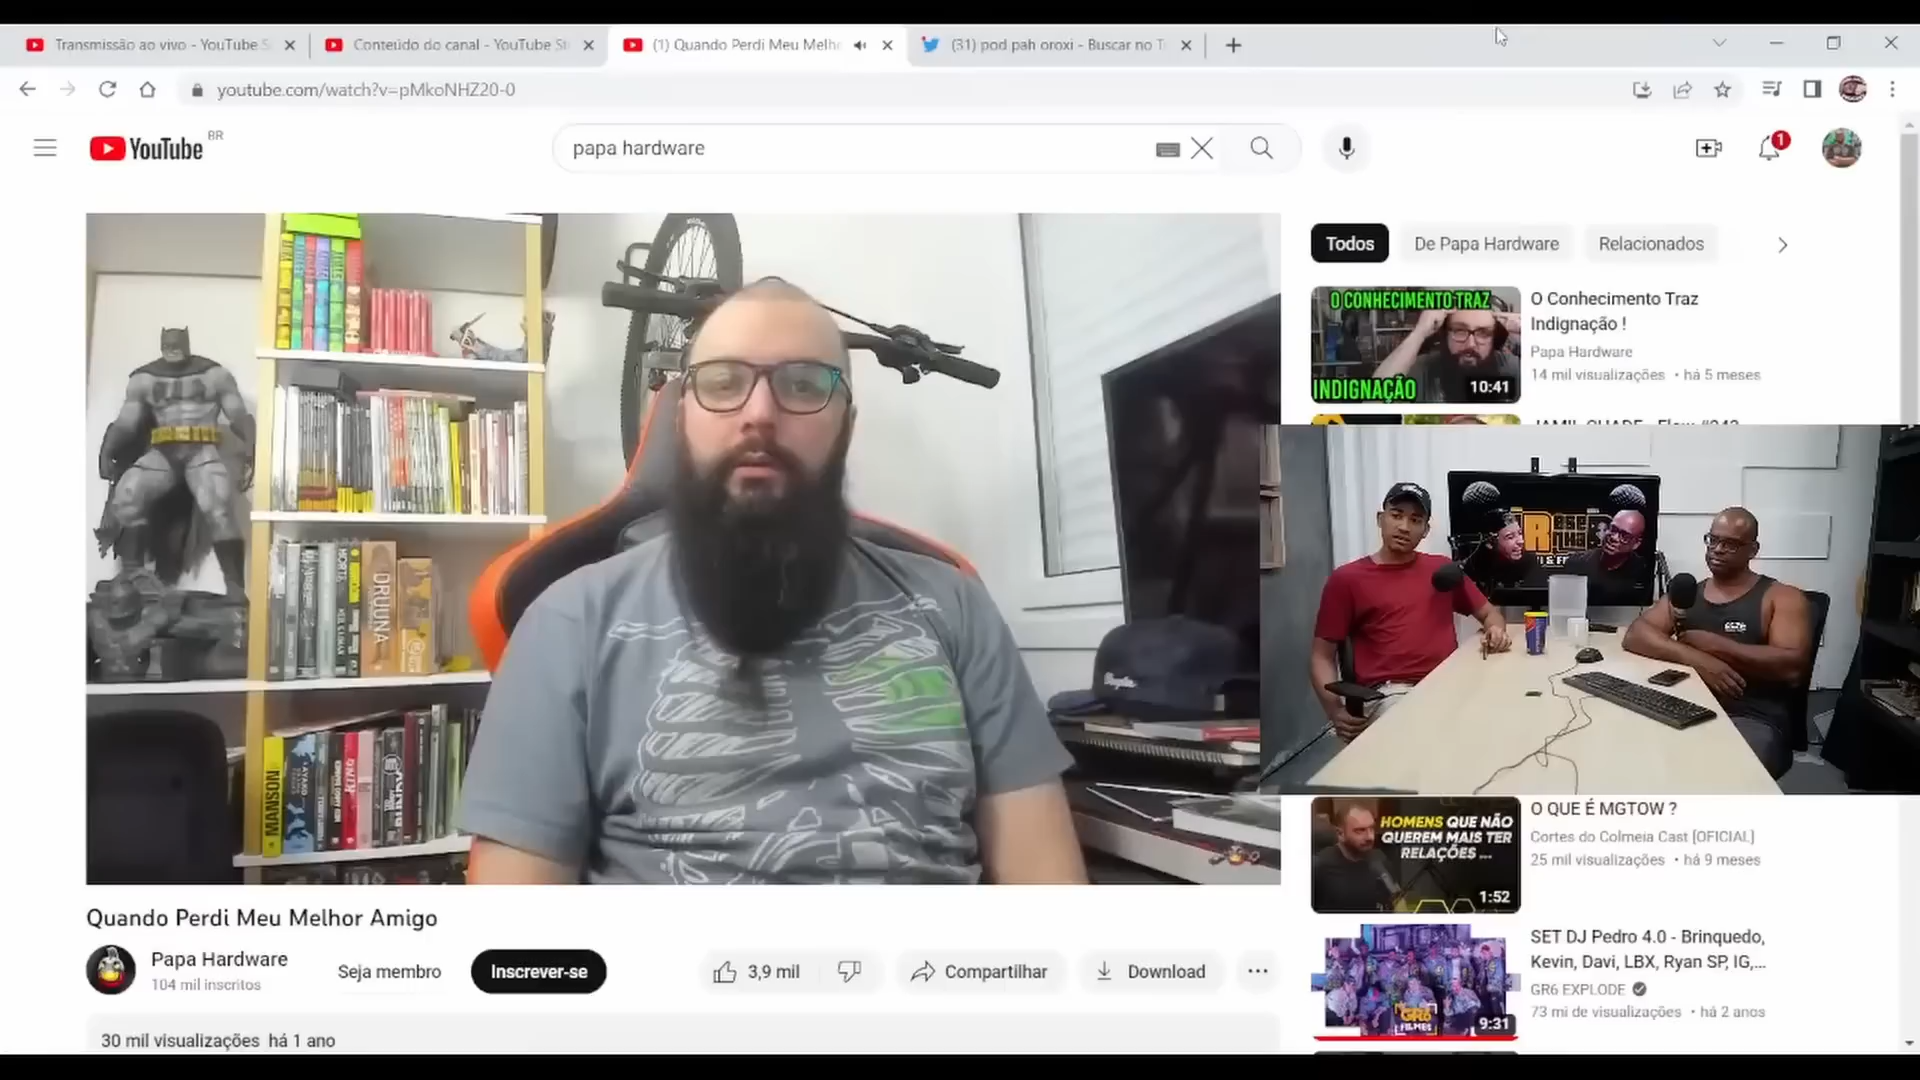 Transmissão ao vivo - YouTube S
Conteúdo do canal - YouTube St
(1) Quando Perdi Meu Melh
(31) pod pah oroxi - Buscar no T
youtube.com/watch?v=pMkoNHZ20-0
YouTube BR
papa hardware
1
Todos
De Papa Hardware
Relacionados
O CONHECIMENTO TRAZ
INDIGNAÇÃO
10:41
O Conhecimento Traz
Indignação !
Papa Hardware
14 mil visualizações • há 5 meses
DRUUNA
MANSON
HOMENS QUE NÃO
QUEREM MAIS TER
RELAÇÕES ...
1:52
O QUE É MGTOW ?
Cortes do Colmeia Cast [OFICIAL]
25 mil visualizações • há 9 meses
GR6
FILMES
9:31
SET DJ Pedro 4.0 - Brinquedo,
Kevin, Davi, LBX, Ryan SP, IG,...
GR6 EXPLODE
73 mi de visualizações • há 2 anos
Quando Perdi Meu Melhor Amigo
Papa Hardware
104 mil inscritos
Seja membro
Inscrever-se
3,9 mil
Compartilhar
Download
30 mil visualizações há 1 ano